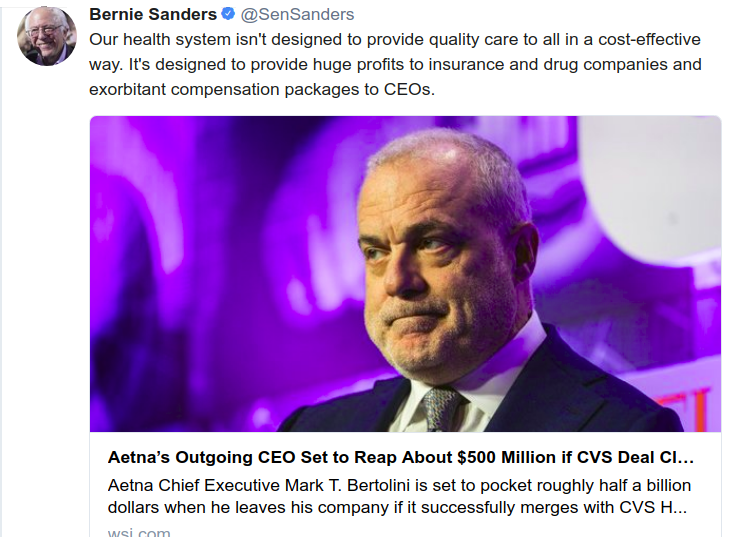 Bernie Sanders @SenSanders
Our health system isn't designed to provide quality care to all in a cost-effective
way. It's designed to provide huge profits to insurance and drug companies and
exorbitant compensation packages to CEOs.
Aetna’s Outgoing CEO Set to Reap About $500 Million if CVS Deal Cl...
Aetna Chief Executive Mark T. Bertolini is set to pocket roughly half a billion
dollars when he leaves his company if it successfully merges with CVS H...
wsj.com